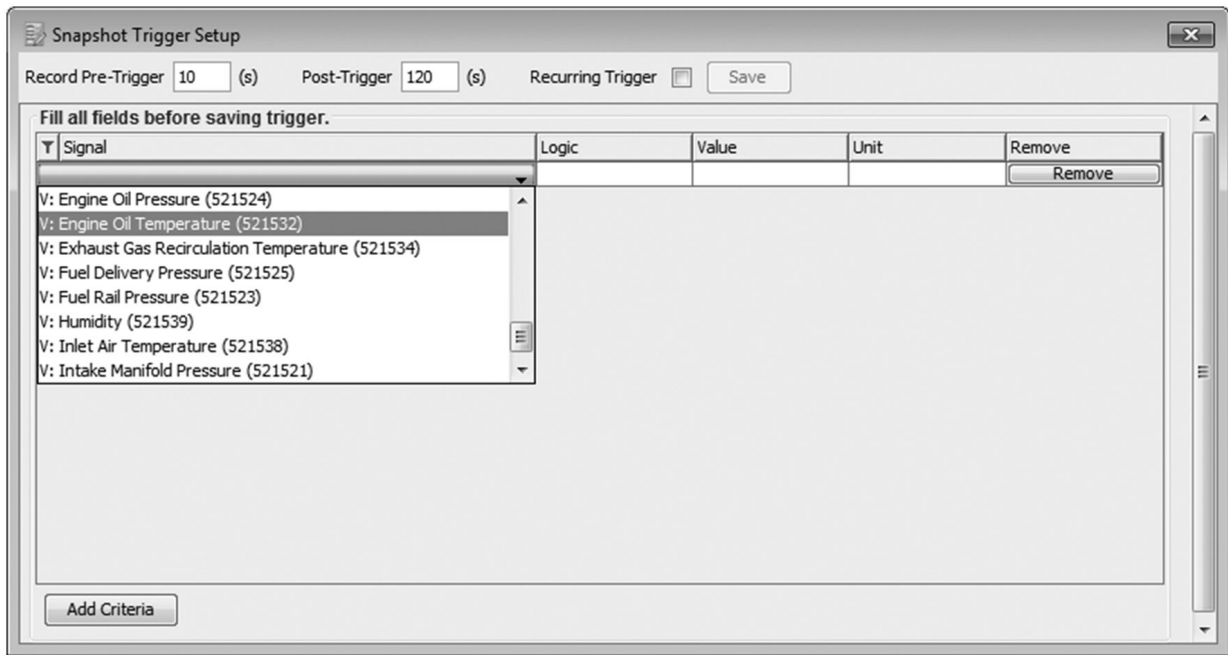 Snapshot Trigger Setup
Record Pre-Trigger 10 (s) Post-Trigger 120 (s) Recurring Trigger Save
Fill all fields before saving trigger.
Signal Logic Value Unit Remove
Remove
V: Engine Oil Pressure (521524)
V: Engine Oil Temperature (521532)
V: Exhaust Gas Recirculation Temperature (521534)
V: Fuel Delivery Pressure (521525)
V: Fuel Rail Pressure (521523)
V: Humidity (521539)
V: Inlet Air Temperature (521538)
V: Intake Manifold Pressure (521521)
Add Criteria